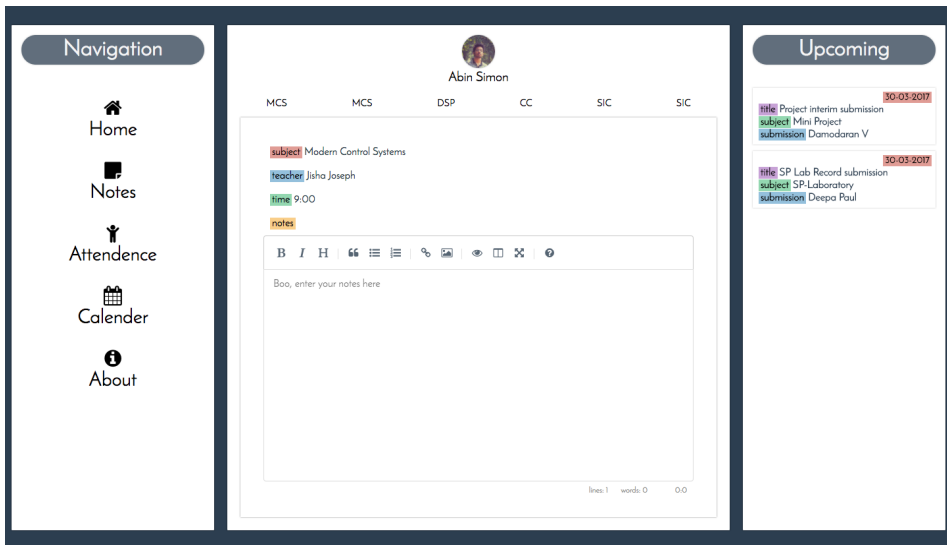 Navigation
Home
Notes
Attendence
Calender
About
Abin Simon
MCS MCS DSP CC SIC SIC
subject Modern Control Systems
teacher Jisha Joseph
time 9:00
notes
B I H
Boo, enter your notes here
lines: 1 words: 0 0:0
Upcoming
30-03-2017
title Project interim submission
subject Mini Project
submission Damodaran V
30-03-2017
title SP Lab Record submission
subject SP-Laboratory
submission Deepa Paul